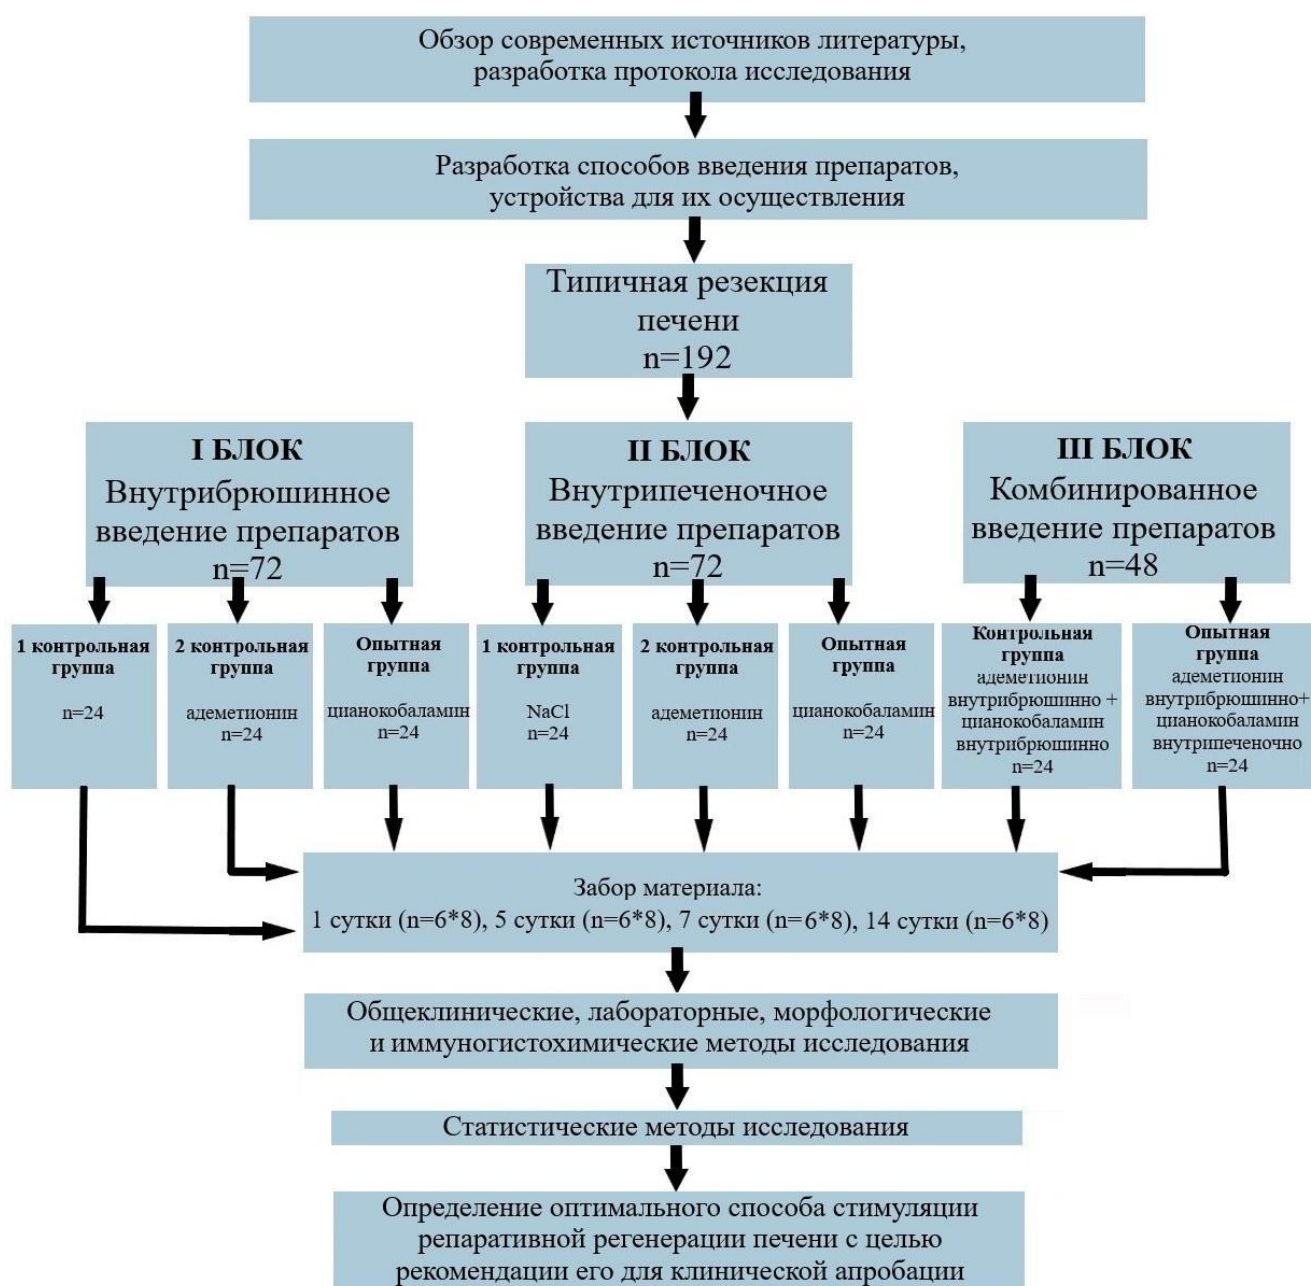 Обзор современных источников литературы,
разработка протокола исследования
Разработка способов введения препаратов,
устройства для их осуществления
Типичная резекция
печени
n=192
I БЛОК
Внутрибрюшинное
введение препаратов
n=72
II БЛОК
Внутрипеченочное
введение препаратов
n=72
III БЛОК
Комбинированное
введение препаратов
n=48
1 контрольная
группа
n=24
2 контрольная
группа
адеметионин
n=24
Опытная
группа
цианокобаламин
n=24
1 контрольная
группа
NaCl
n=24
2 контрольная
группа
адеметионин
n=24
Опытная
группа
цианокобаламин
n=24
Контрольная
группа
адеметионин
внутрибрюшинно +
цианокобаламин
внутрибрюшинно
n=24
Опытная
группа
адеметионин
внутрибрюшинно+
цианокобаламин
внутрипеченочно
n=24
Забор материала:
1 сутки (n=6*8), 5 сутки (n=6*8), 7 сутки (n=6*8), 14 сутки (n=6*8)
Общеклинические, лабораторные, морфологические
и иммуногистохимические методы исследования
Статистические методы исследования
Определение оптимального способа стимуляции
репаративной регенерации печени с целью
рекомендации его для клинической апробации